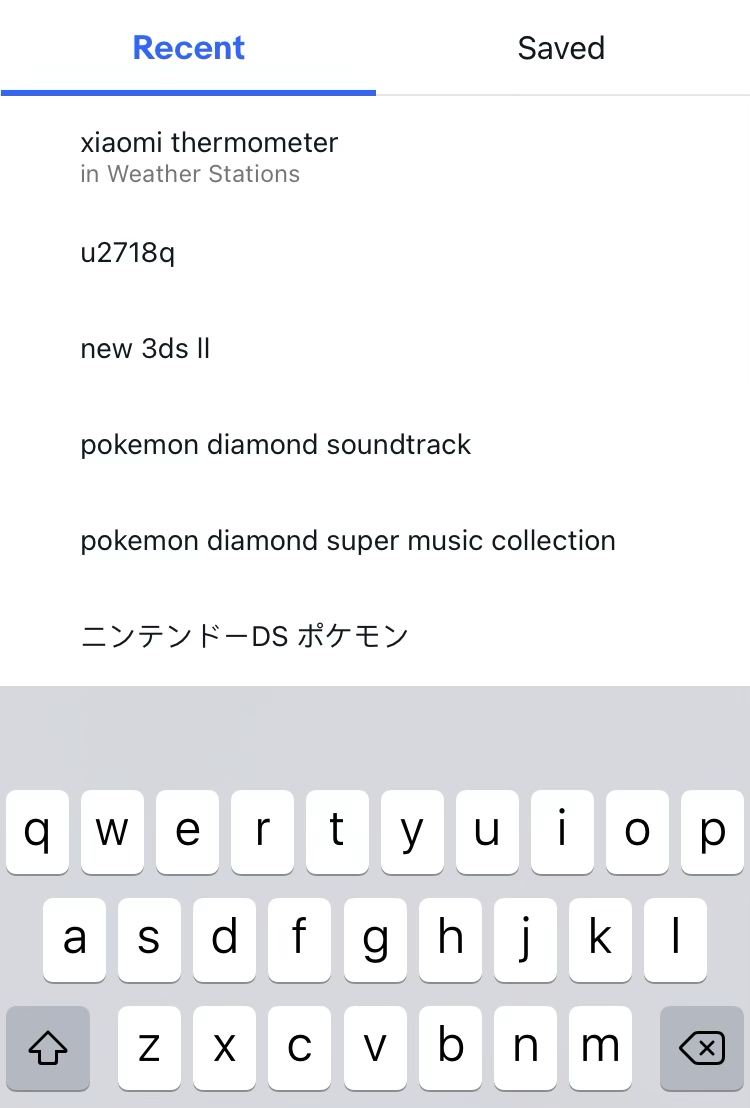 Recent Saved
xiaomi thermometer
in Weather Stations
u2718q
new 3ds ll
pokemon diamond soundtrack
pokemon diamond super music collection
ニンテンドーDS ポケモン
q w e r t y u i o p
a s d f g h j k l
z x c v b n m